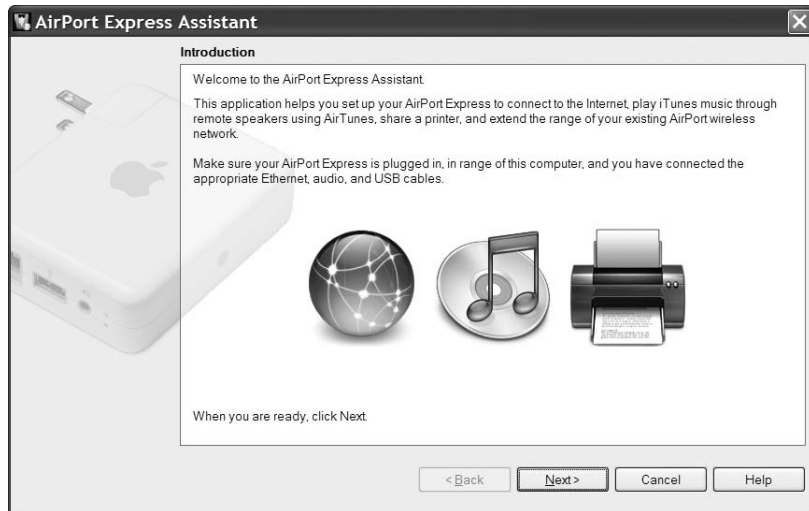 AirPort Express Assistant
Introduction
Welcome to the AirPort Express Assistant.
This application helps you set up your AirPort Express to connect to the Internet, play iTunes music through
remote speakers using AirTunes, share a printer, and extend the range of your existing AirPort wireless
network.
Make sure your AirPort Express is plugged in, in range of this computer, and you have connected the
appropriate Ethernet, audio, and USB cables.
When you are ready, click Next.
< Back Next > Cancel Help